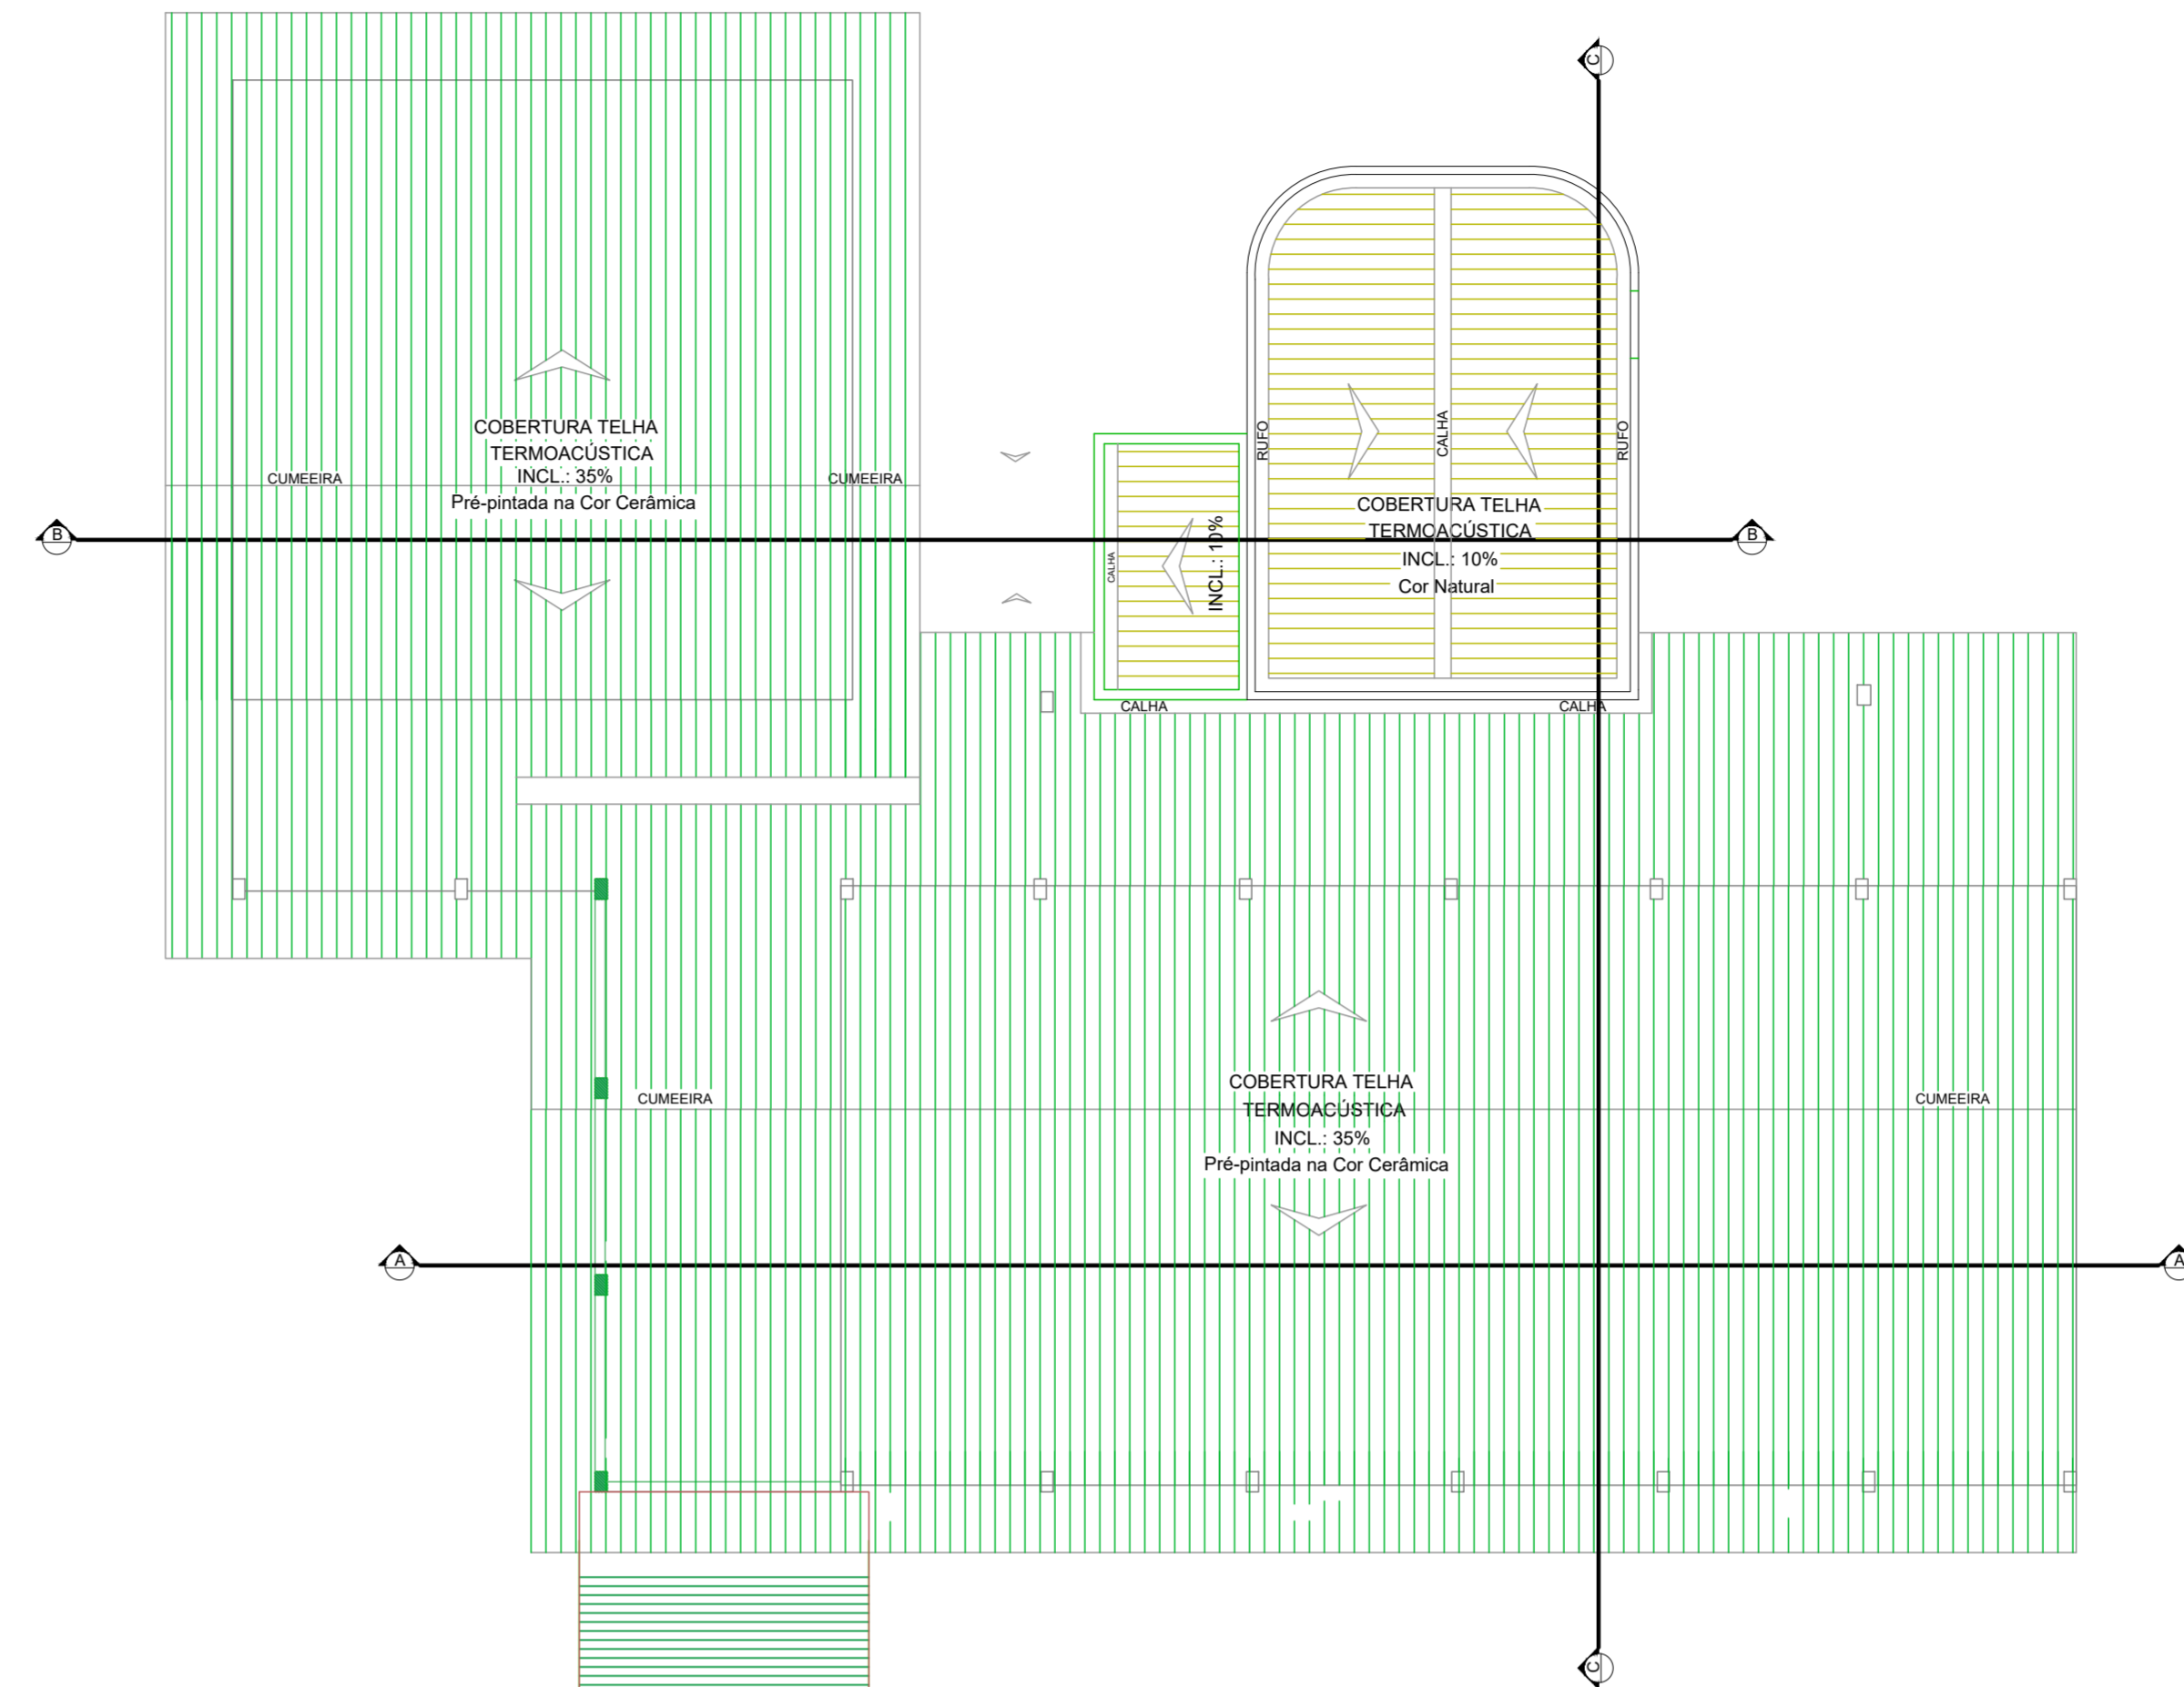 C
COBERTURA TELHA
TERMOACÚSTICA
INCL.: 35%
Pré-pintada na Cor Cerâmica
CUMEEIRA
CUMEEIRA
RUFO
CALHA
RUFO
COBERTURA TELHA
TERMOACÚSTICA
INCL.: 10%
Cor Natural
B
B
CALHA
INCL.: 10%
CALHA
CALHA
COBERTURA TELHA
TERMOACÚSTICA
INCL.: 35%
Pré-pintada na Cor Cerâmica
CUMEEIRA
CUMEEIRA
A
A
C